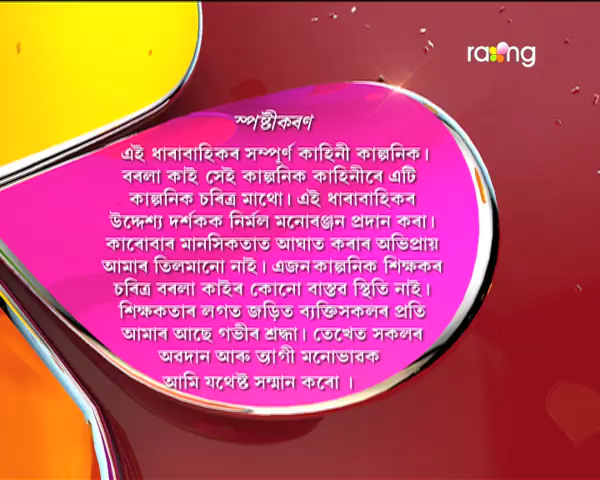 raang
স্পষ্টীকৰণ
এই ধাৰাবাহিকৰ সম্পূৰ্ণ কাহিনী কাল্পনিক।
বৰলা কাই সেই কাল্পনিক কাহিনীৰে এটি
কাল্পনিক চৰিত্ৰ মাথো। এই ধাৰাবাহিকৰ
উদ্দেশ্য দৰ্শকক নিৰ্মল মনোৰঞ্জন প্ৰদান কৰা।
কাৰোবাৰ মানসিকতাত আঘাত কৰাৰ অভিপ্ৰায়
আমাৰ তিলমানো নাই। এজন কাল্পনিক শিক্ষকৰ
চৰিত্ৰ বৰলা কাইৰ কোনো বাস্তৱ স্থিতি নাই।
শিক্ষকতাৰ লগত জড়িত ব্যক্তিসকলৰ প্ৰতি
আমাৰ আছে গভীৰ শ্ৰদ্ধা। তেখেত সকলৰ
অৱদান আৰু ত্যাগী মনোভাৱক
আমি যথেষ্ট সন্মান কৰো ।